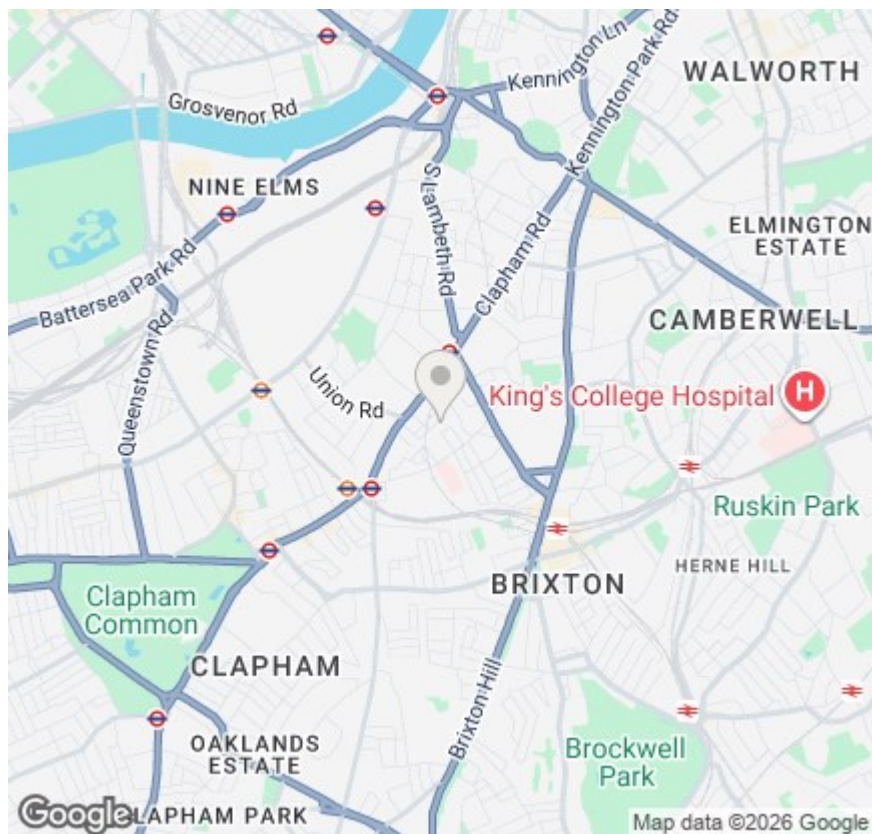 Kennington Ln
WALWORTH
Grosvenor Rd
Kennington Park Rd
NINE ELMS
S Lambeth Rd
ELMINGTON
ESTATE
Clapham Rd
Battersea Park Rd
CAMBERWELL
Queenstown Rd
Union Rd
King's College Hospital
H
Ruskin Park
HERNE HILL
BRIXTON
Clapham
Common
CLAPHAM
Brixton Hill
OAKLANDS
ESTATE
Brockwell
Park
Google
CLAPHAM PARK
Map data ©2026 Google